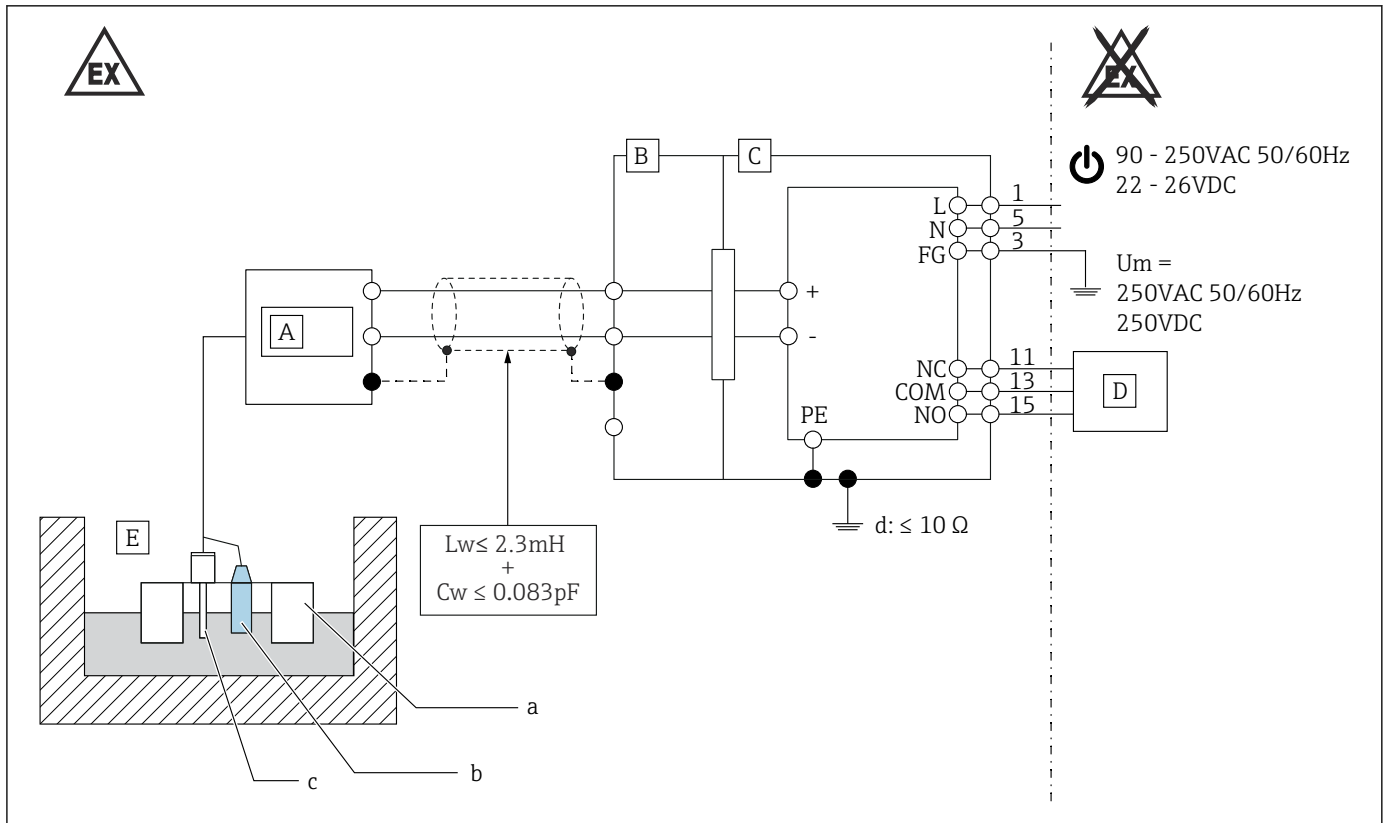 EX
EX
90 - 250VAC 50/60Hz
22 - 26VDC
B
C
L
1
N
5
FG
3
Um =
250VAC 50/60Hz
250VDC
A
+
-
NC
11
COM
13
NO
15
D
PE
d: ≤ 10 Ω
E
Lw≤ 2.3mH
+
Cw ≤ 0.083pF
a
b
c